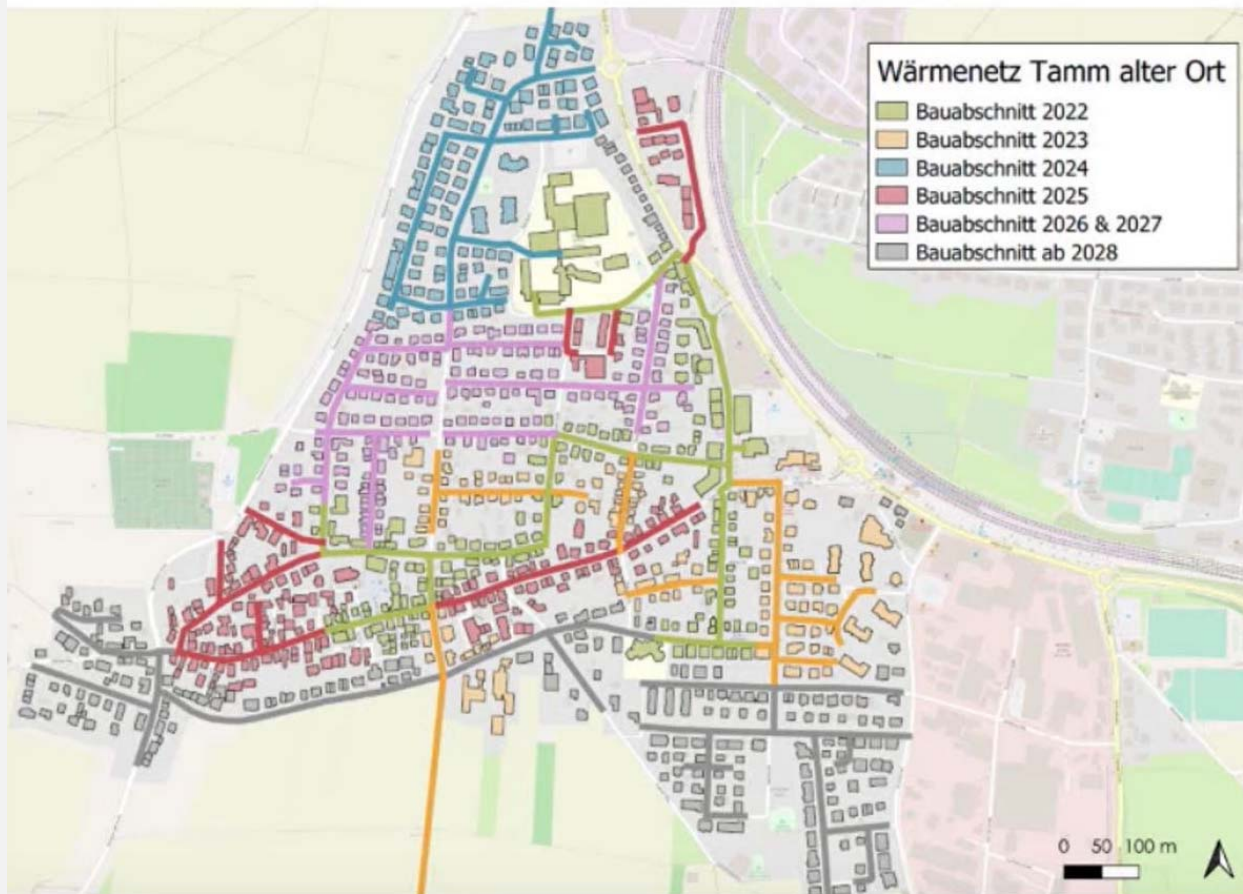 Wärmenetz Tamm alter Ort
Bauabschnitt 2022
Bauabschnitt 2023
Bauabschnitt 2024
Bauabschnitt 2025
Bauabschnitt 2026 & 2027
Bauabschnitt ab 2028
0 50 100 m